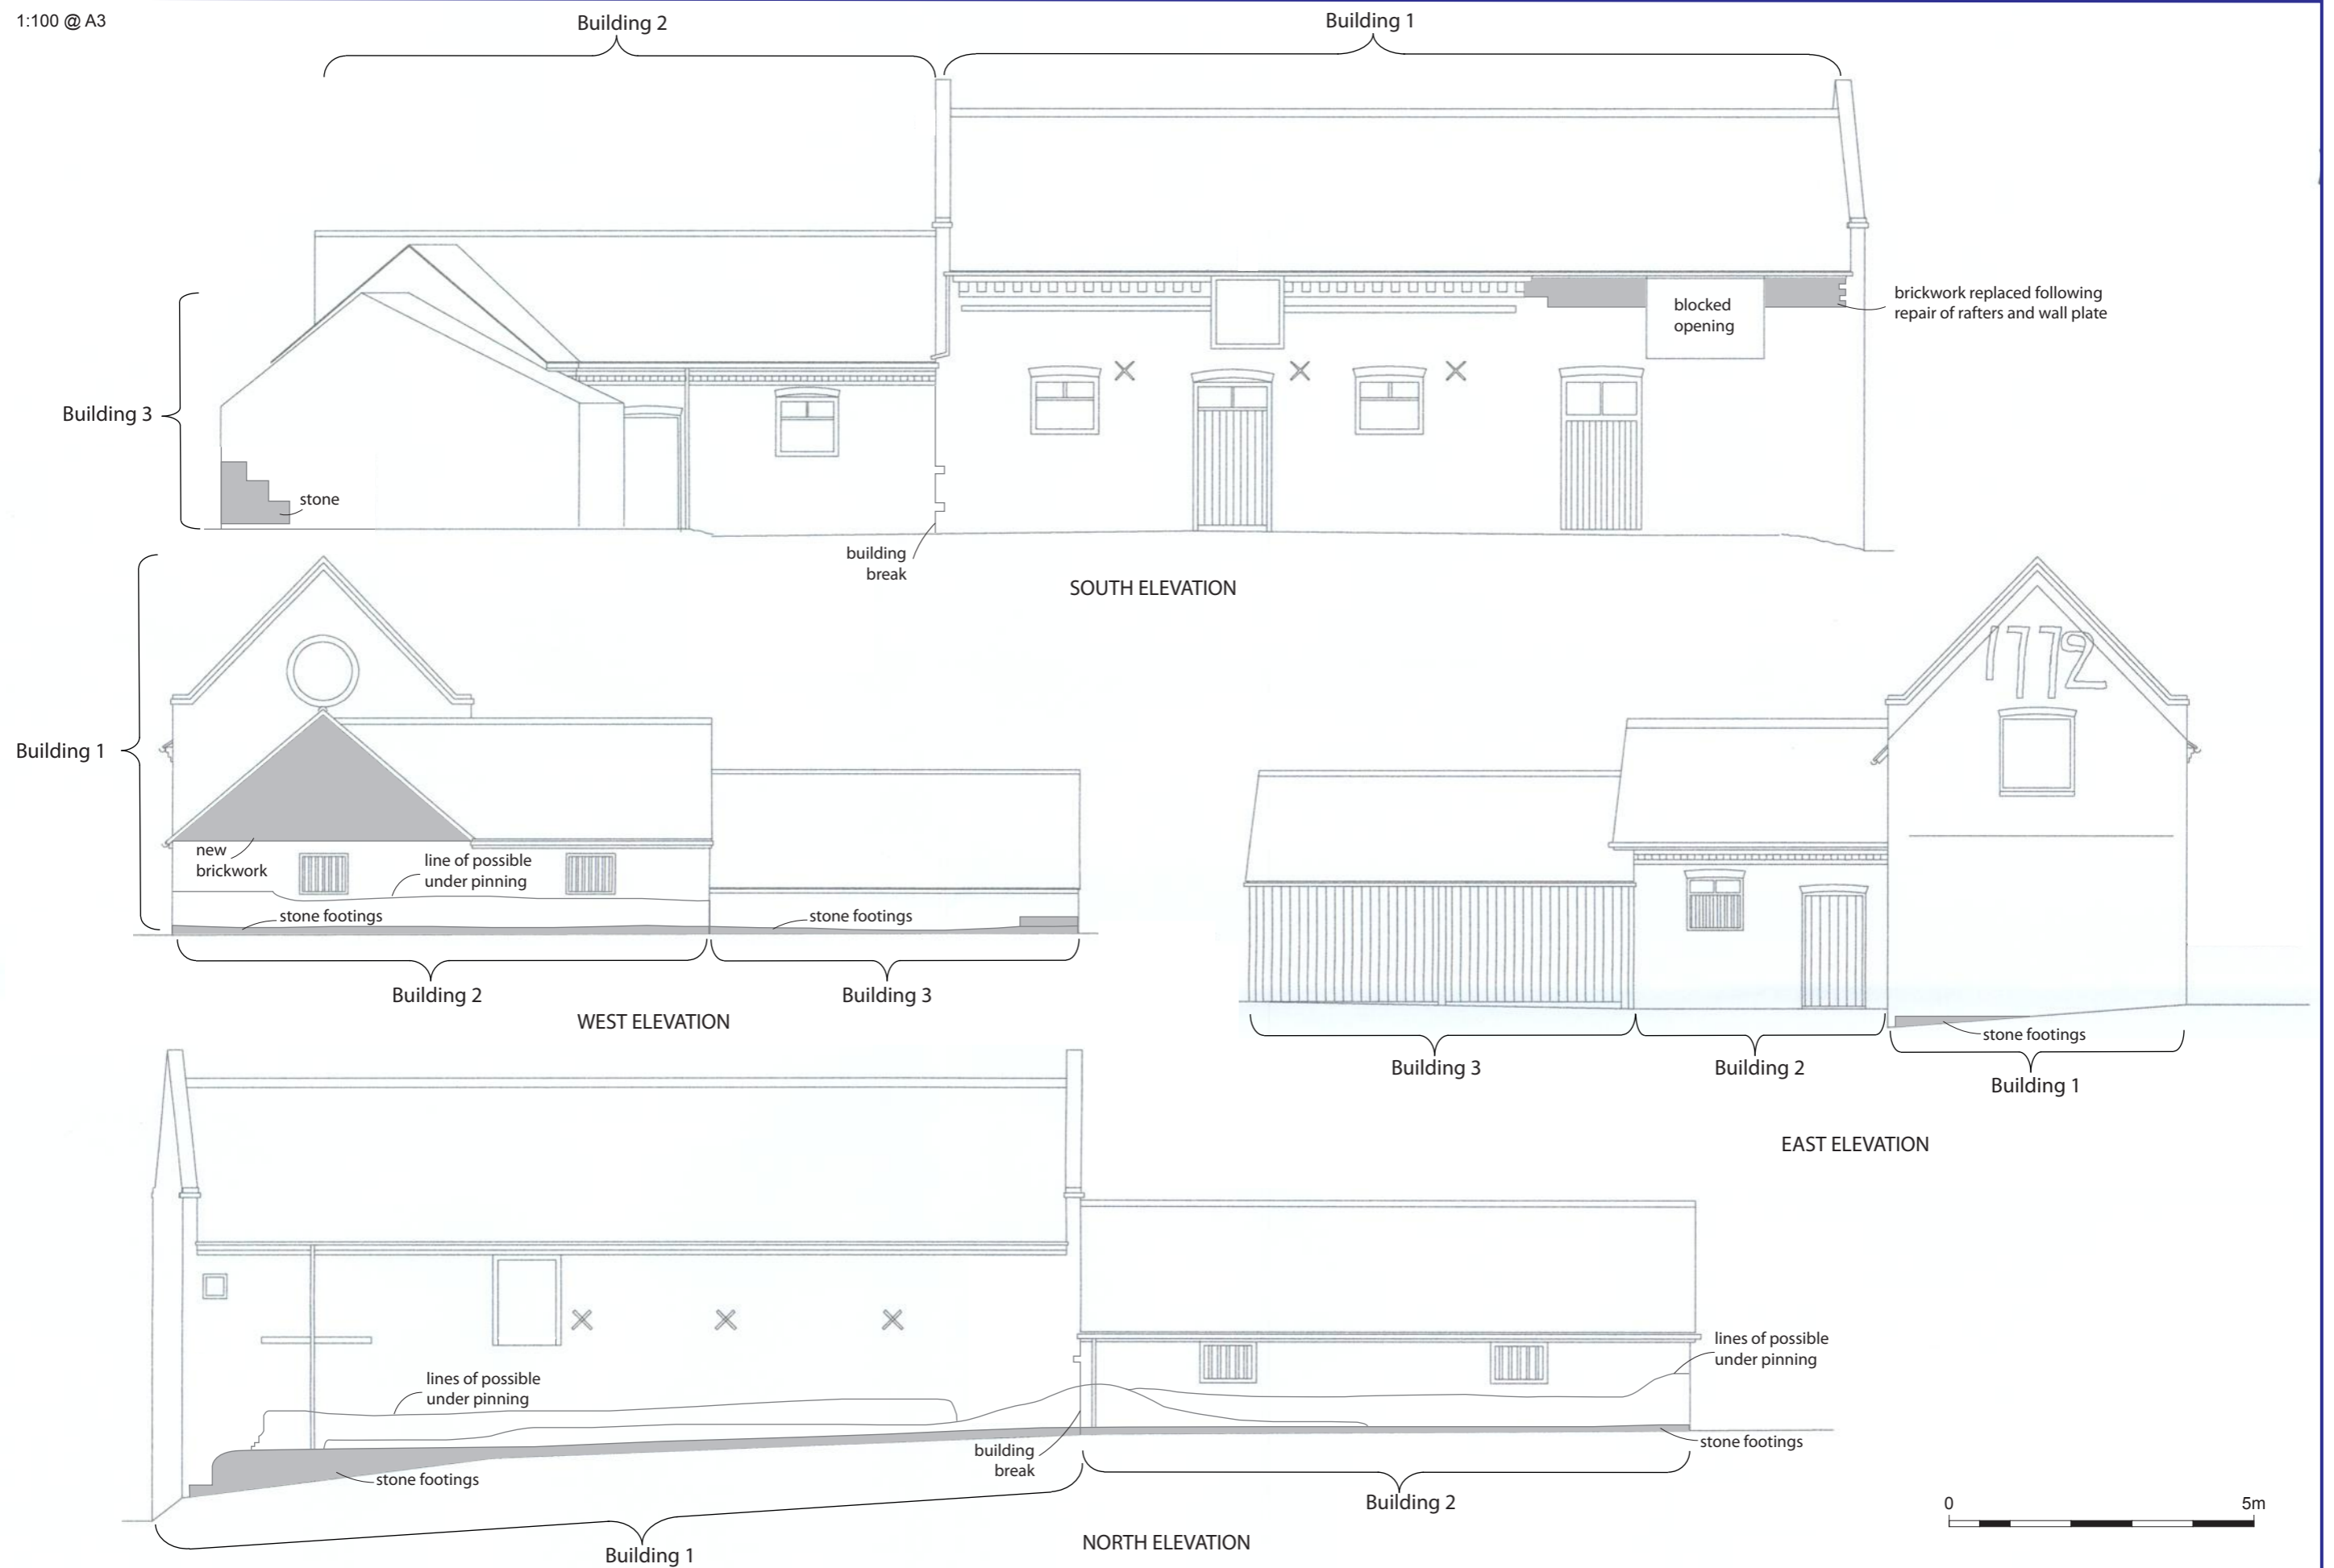 1:100 @ A3
Building 2
Building 1
blocked
opening
brickwork replaced following
repair of rafters and wall plate
Building 3
stone
building
break
SOUTH ELEVATION
Building 1
new
brickwork
line of possible
under pinning
stone footings
stone footings
Building 2
Building 3
WEST ELEVATION
1772
stone footings
Building 3
Building 2
Building 1
EAST ELEVATION
lines of possible
under pinning
lines of possible
under pinning
building
break
stone footings
stone footings
Building 2
Building 1
NORTH ELEVATION
0
5m